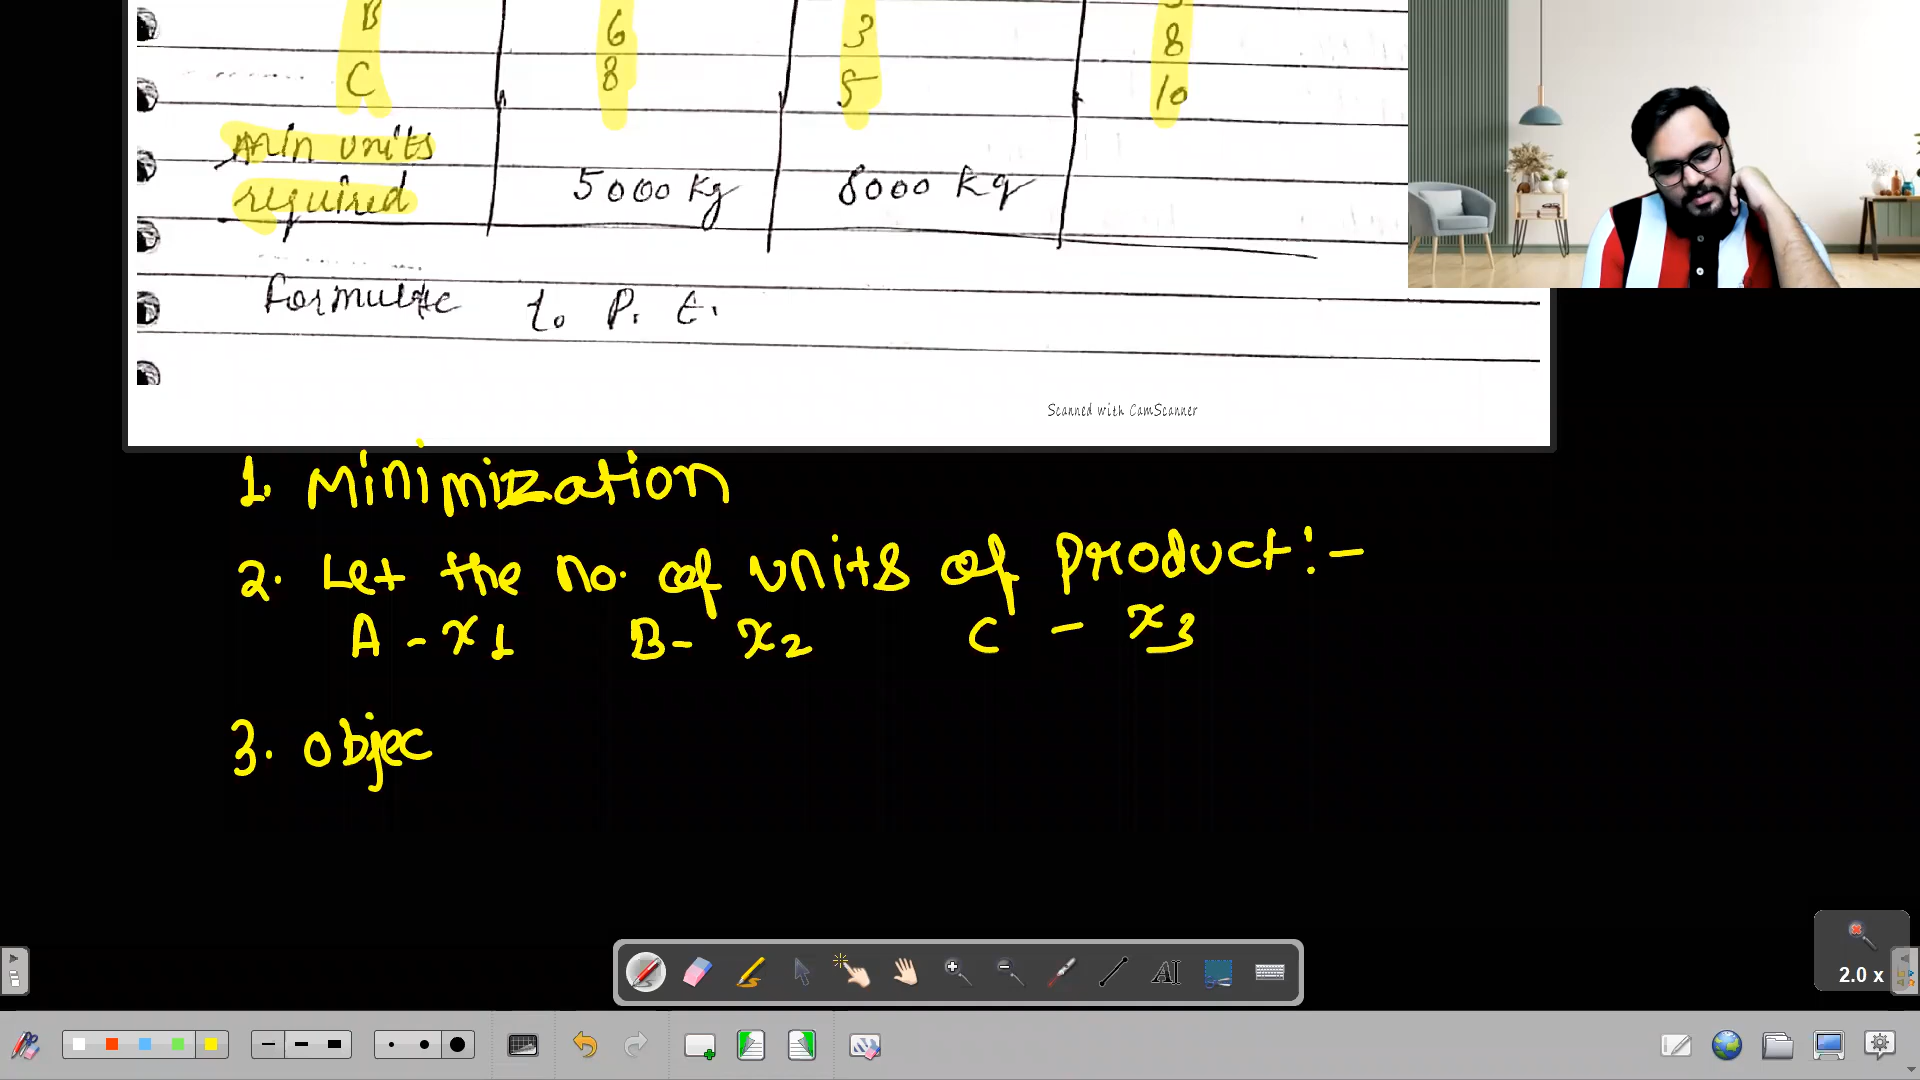 B 6 3 8
C 8 5 10
Min units
required 5000 Kg 8000 Kg
Formulate L. P. E.
Scanned with CamScanner
1. Minimization
2. Let the no. of units of product :-
A - x1 B - x2 C - x3
3. objec
2.0 x